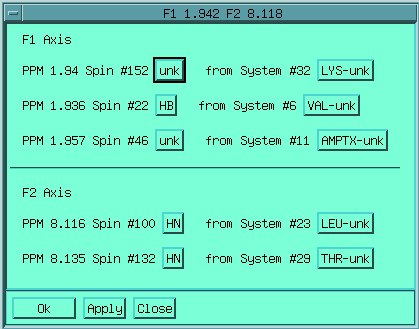 F1 1.942 F2 8.118
F1 Axis
PPM 1.94 Spin #152 unk from System #32 LYS-unk
PPM 1.936 Spin #22 HB from System #6 VAL-unk
PPM 1.957 Spin #46 unk from System #11 AMPTX-unk
F2 Axis
PPM 8.116 Spin #100 HN from System #23 LEU-unk
PPM 8.135 Spin #132 HN from System #29 THR-unk
Ok Apply Close